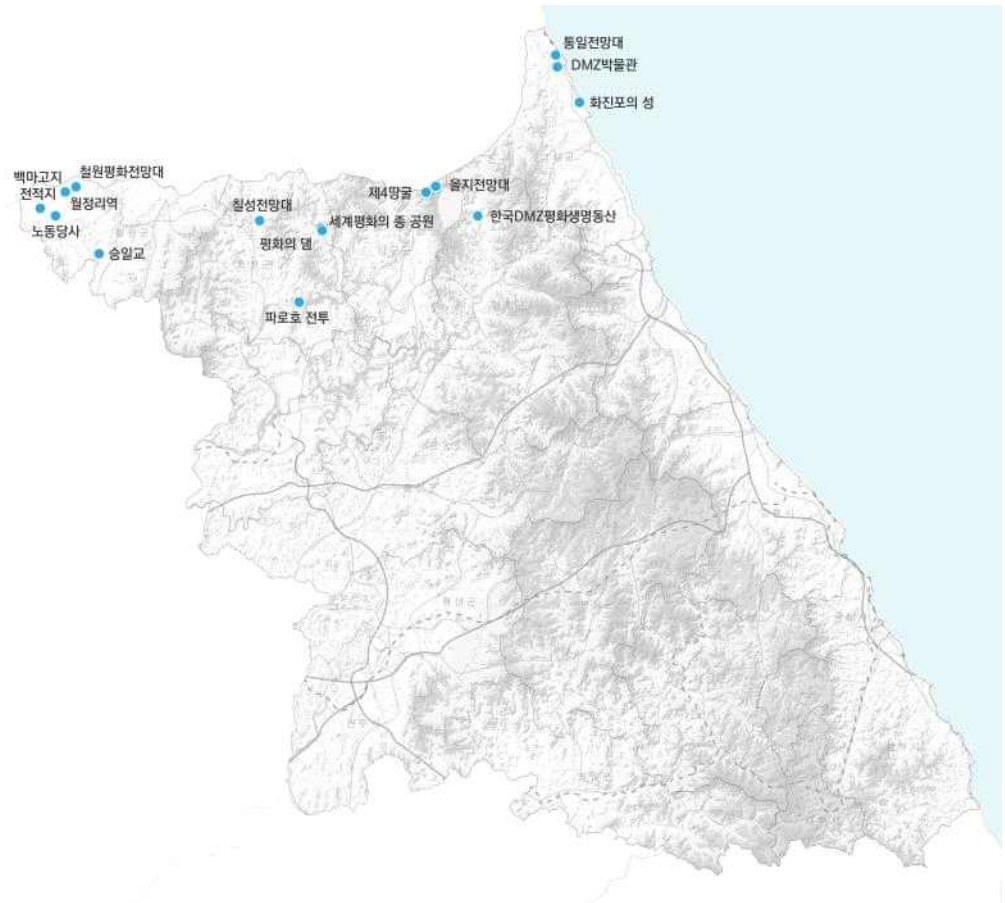 통일전망대
DMZ박물관
화진포의 성
백마고지
전적지
철원평화전망대
월정리역
노동당사
승일교
칠성전망대
평화의 댐
세계평화의 종 공원
제4땅굴
을지전망대
한국DMZ평화생명동산
파로호 전투